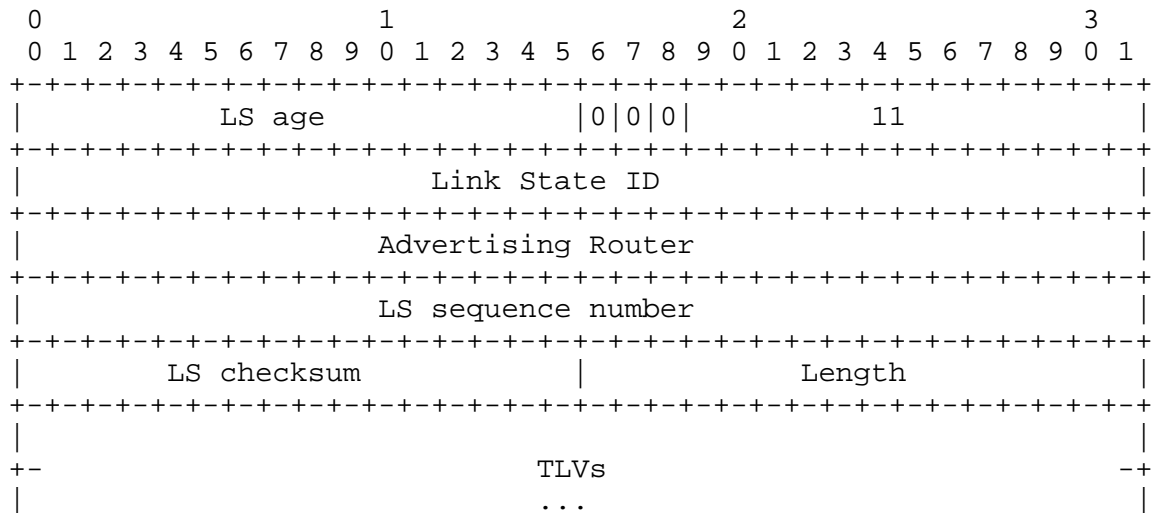 0                   1                   2                   3
 0 1 2 3 4 5 6 7 8 9 0 1 2 3 4 5 6 7 8 9 0 1 2 3 4 5 6 7 8 9 0 1
+-+-+-+-+-+-+-+-+-+-+-+-+-+-+-+-+-+-+-+-+-+-+-+-+-+-+-+-+-+-+-+-+
|           LS age              |0|0|0|          11             |
+-+-+-+-+-+-+-+-+-+-+-+-+-+-+-+-+-+-+-+-+-+-+-+-+-+-+-+-+-+-+-+-+
|                       Link State ID                           |
+-+-+-+-+-+-+-+-+-+-+-+-+-+-+-+-+-+-+-+-+-+-+-+-+-+-+-+-+-+-+-+-+
|                    Advertising Router                         |
+-+-+-+-+-+-+-+-+-+-+-+-+-+-+-+-+-+-+-+-+-+-+-+-+-+-+-+-+-+-+-+-+
|                    LS sequence number                         |
+-+-+-+-+-+-+-+-+-+-+-+-+-+-+-+-+-+-+-+-+-+-+-+-+-+-+-+-+-+-+-+-+
|        LS checksum            |            Length             |
+-+-+-+-+-+-+-+-+-+-+-+-+-+-+-+-+-+-+-+-+-+-+-+-+-+-+-+-+-+-+-+-+
|                                                               |
+-                            TLVs                             -+
|                             ...                               |